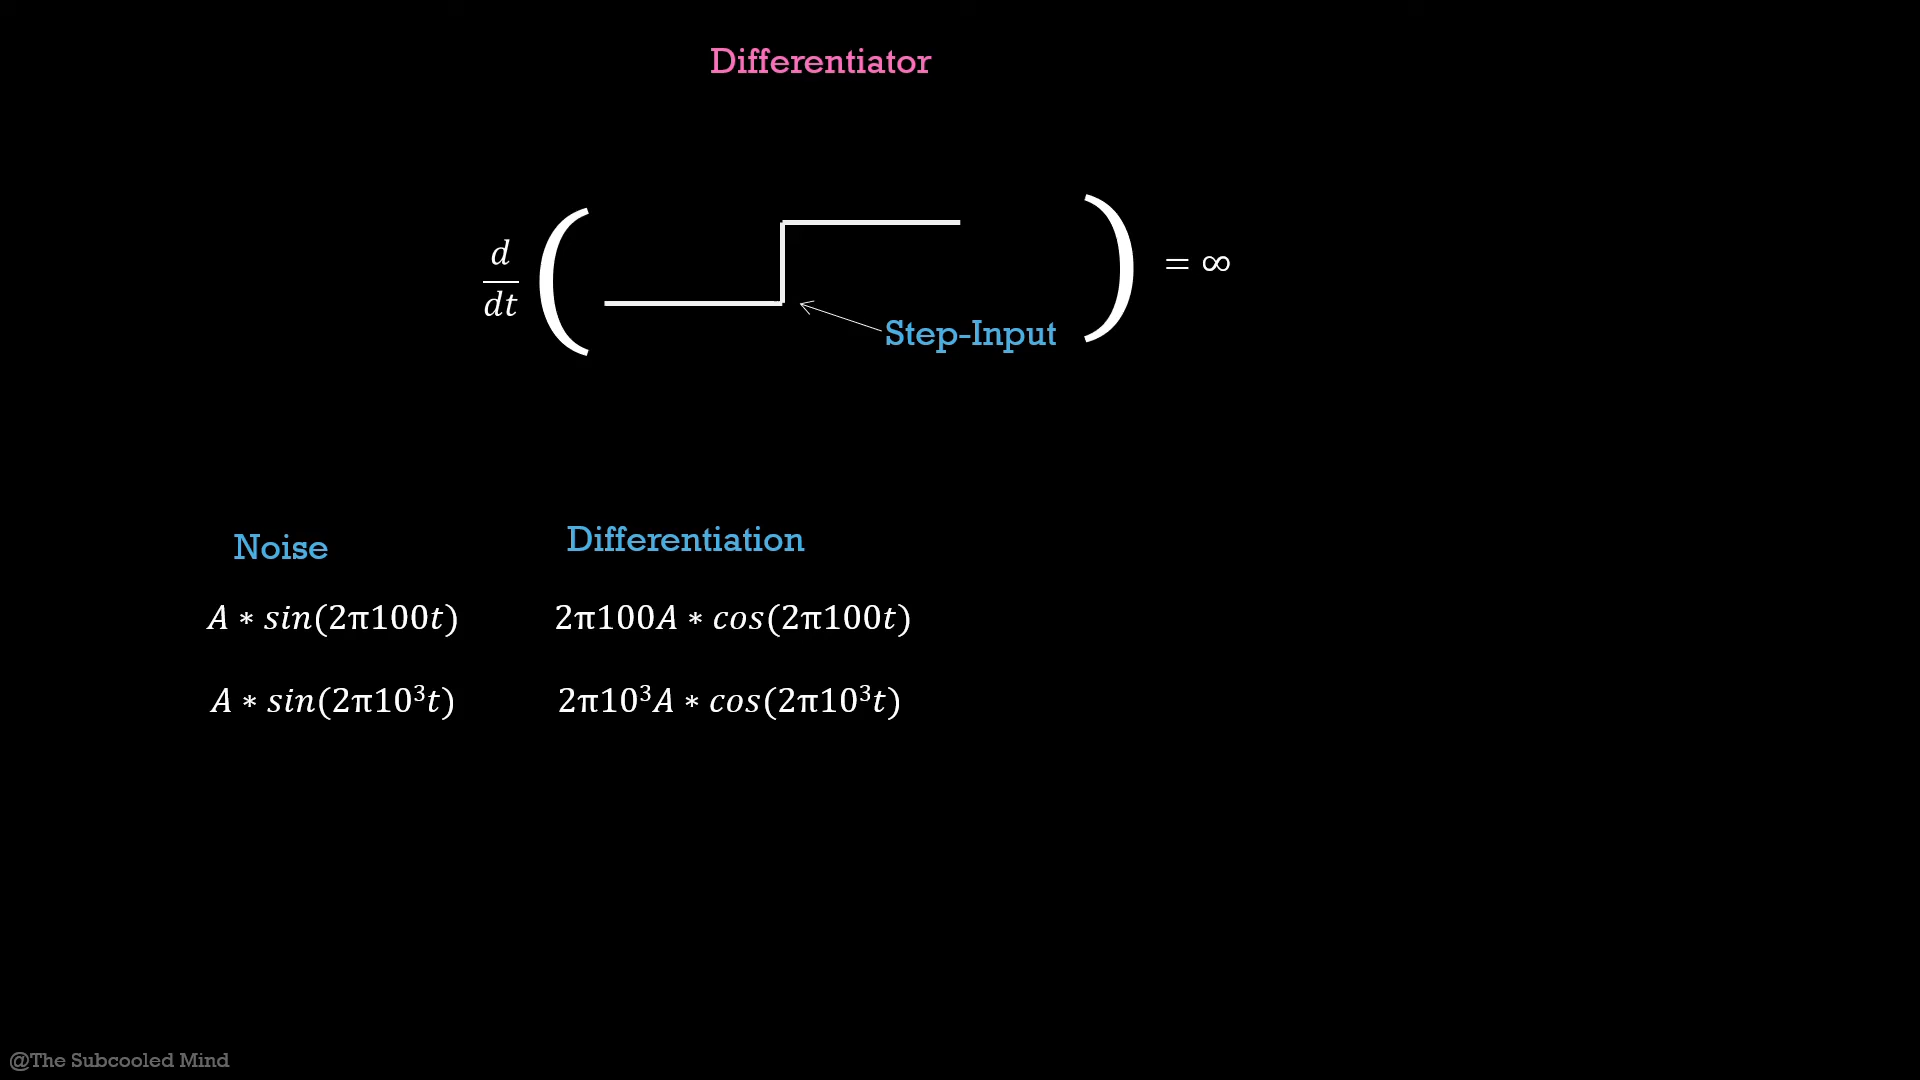 Differentiator
d/dt ( ) = ∞
Step-Input
Noise Differentiation
A ∗ sin(2π100t) 2π100A ∗ cos(2π100t)
A ∗ sin(2π10³t) 2π10³A ∗ cos(2π10³t)
@The Subcooled Mind